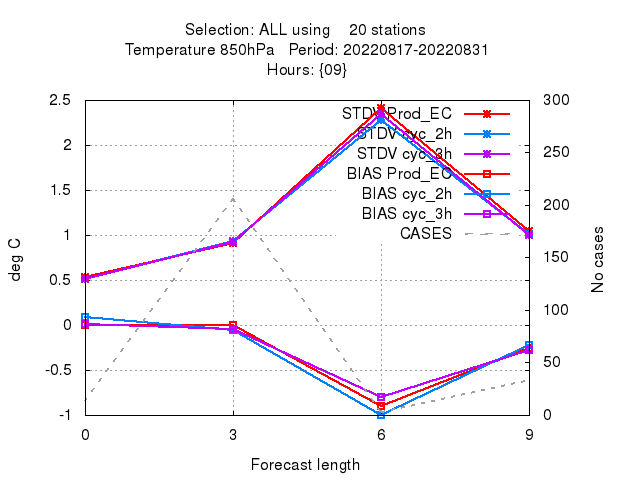 Selection: ALL using 20 stations
Temperature 850hPa Period: 20220817-20220831
Hours: {09}
2.5
2
1.5
1
0.5
0
-0.5
-1
deg C
STDV Prod_EC
STDV cyc_2h
STDV cyc_3h
BIAS Prod_EC
BIAS cyc_2h
BIAS cyc_3h
CASES
300
250
200
150
100
50
0
No cases
0 3 6 9
Forecast length